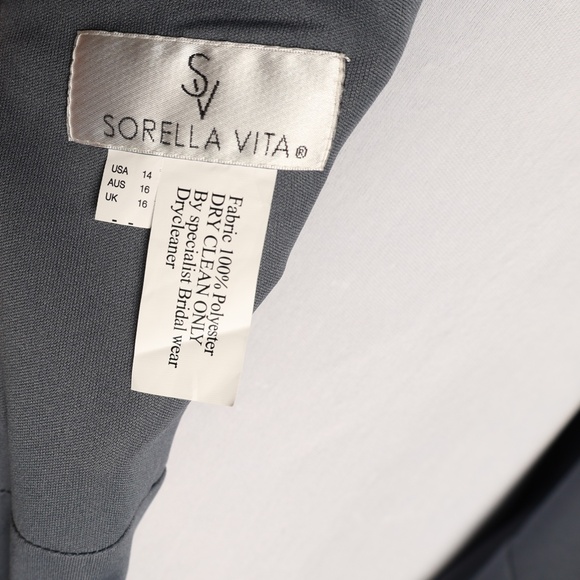 SV
SORELLA VITA®
USA 14
AUS 16
UK 16
Fabric 100% Polyester
DRY CLEAN ONLY
By specialist Bridal wear
Drycleaner